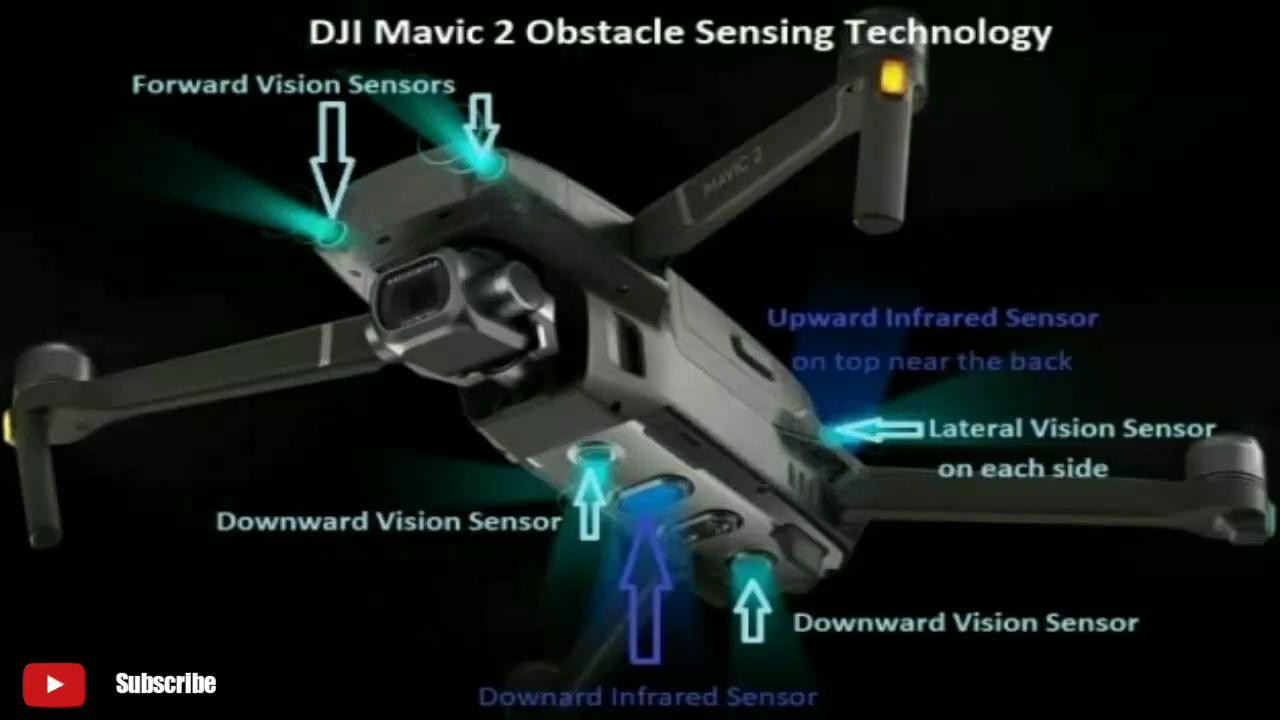 DJI Mavic 2 Obstacle Sensing Technology
Forward Vision Sensors
MAVIC 2
Upward Infrared Sensor
on top near the back
Lateral Vision Sensor
on each side
Downward Vision Sensor
Downward Vision Sensor
Downard Infrared Sensor
Subscribe